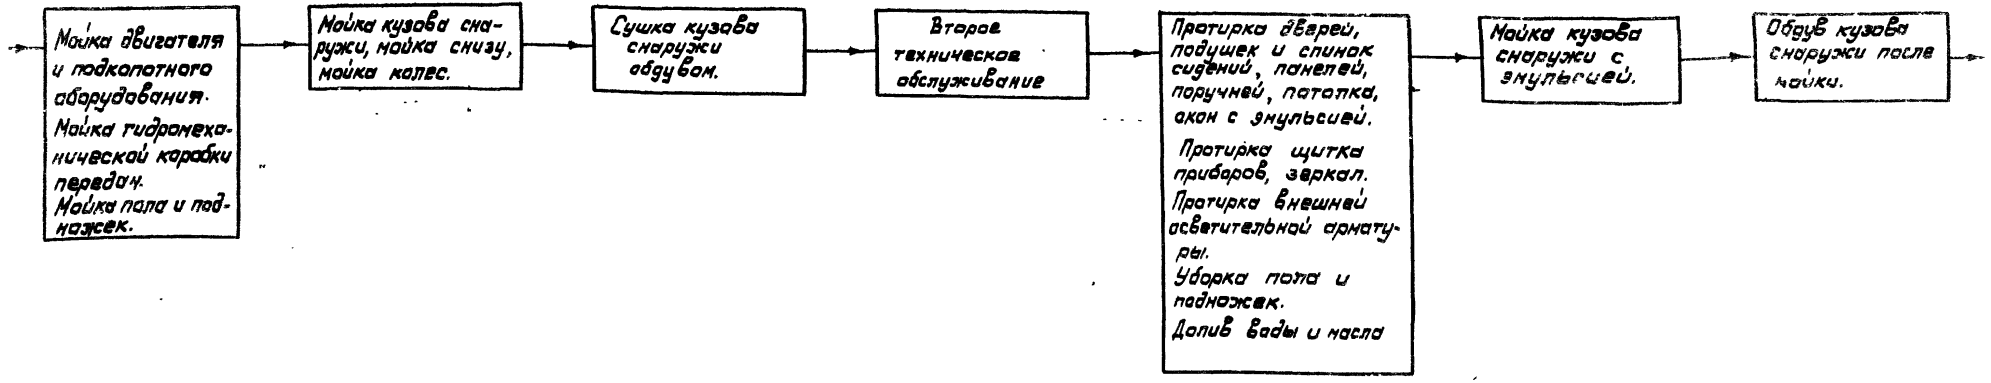 Мойка двигателя
и подкапотного
оборудования.
Мойка гидромеха-
нической коробки
передач.
Мойка пола и под-
ножек.
Мойка кузова сна-
ружи, мойка снизу,
мойка колес.
Сушка кузова
снаружи
обдувом.
Второе
техническое
обслуживание
Протирка дверей,
подушек и спинок
сидений, панелей,
поручней, потолка,
окон с эмульсией.
Протирка щитка
приборов, зеркал.
Протирка внешней
осветительной армату-
ры.
Уборка пола и
подножек.
Долив воды и масла
Мойка кузова
снаружи с
эмульсией.
Обдув кузова
снаружи после
мойки.